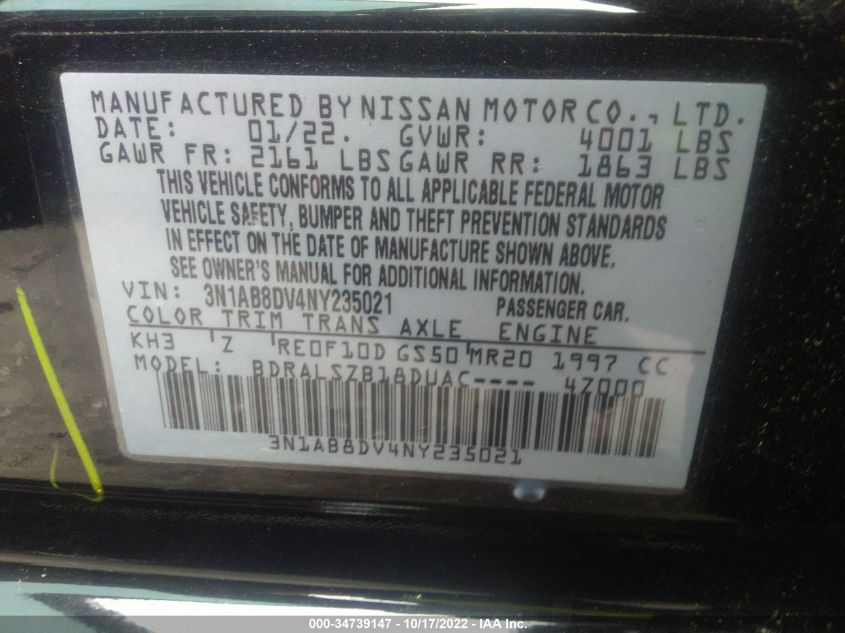 MANUFACTURED BY NISSAN MOTOR CO., LTD.
DATE: 01/22. GVWR: 4001 LBS
GAWR FR: 2161 LBS GAWR RR: 1863 LBS
THIS VEHICLE CONFORMS TO ALL APPLICABLE FEDERAL MOTOR
VEHICLE SAFETY, BUMPER AND THEFT PREVENTION STANDARDS
IN EFFECT ON THE DATE OF MANUFACTURE SHOWN ABOVE.
SEE OWNER'S MANUAL FOR ADDITIONAL INFORMATION.
VIN: 3N1AB8DV4NY235021 PASSENGER CAR.
COLOR TRIM TRANS AXLE ENGINE
KH3 Z RE0F10D GS50 MR20 1997 CC
MODEL: BDRALSZB18DUAC---- 4Z000
3N1AB8DV4NY235021
000-34739147 - 10/17/2022 - IAA Inc.